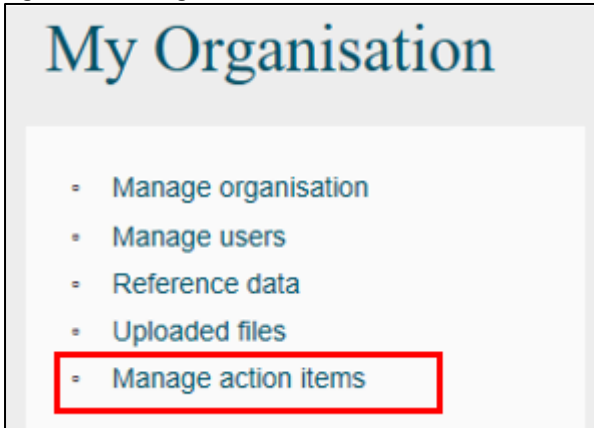 My Organisation
Manage organisation
Manage users
Reference data
Uploaded files
Manage action items